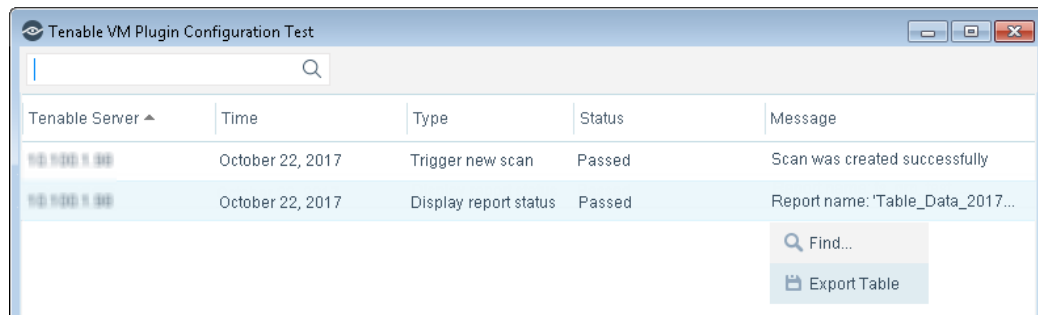 Tenable VM Plugin Configuration Test
Tenable Server Time Type Status Message
October 22, 2017 Trigger new scan Passed Scan was created successfully
October 22, 2017 Display report status Passed Report name: 'Table_Data_2017...
Find...
Export Table